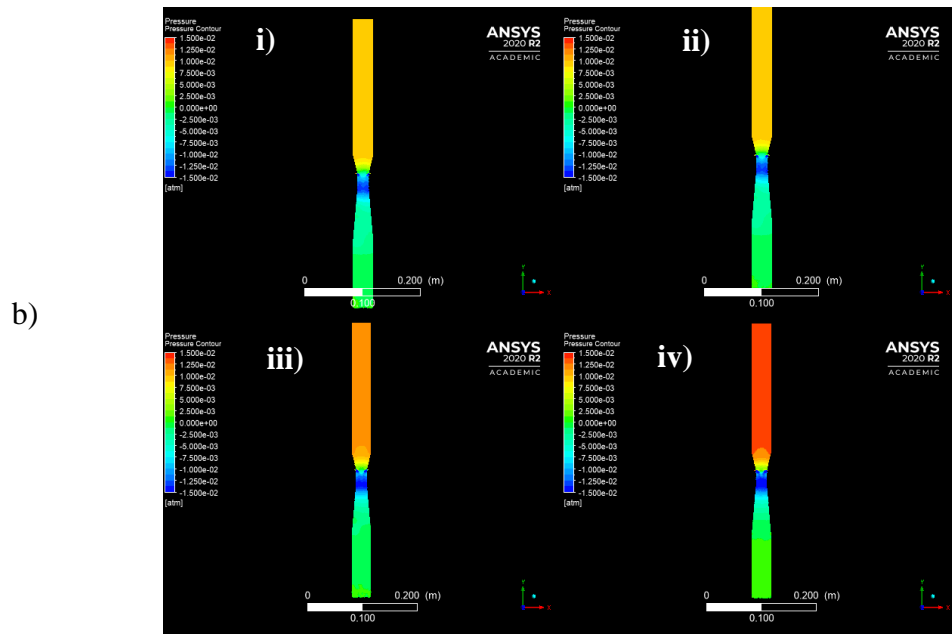 b)
i)
Pressure
Pressure Contour
1.500e-02
1.250e-02
1.000e-02
7.500e-03
5.000e-03
2.500e-03
0.000e+00
-2.500e-03
-5.000e-03
-7.500e-03
-1.000e-02
-1.250e-02
-1.500e-02
[atm]
ANSYS
2020 R2
ACADEMIC
0 0.200 (m)
0.100
Y
X
ii)
Pressure
Pressure Contour
1.500e-02
1.250e-02
1.000e-02
7.500e-03
5.000e-03
2.500e-03
0.000e+00
-2.500e-03
-5.000e-03
-7.500e-03
-1.000e-02
-1.250e-02
-1.500e-02
[atm]
ANSYS
2020 R2
ACADEMIC
0 0.200 (m)
0.100
Y
X
iii)
Pressure
Pressure Contour
1.500e-02
1.250e-02
1.000e-02
7.500e-03
5.000e-03
2.500e-03
0.000e+00
-2.500e-03
-5.000e-03
-7.500e-03
-1.000e-02
-1.250e-02
-1.500e-02
[atm]
ANSYS
2020 R2
ACADEMIC
0 0.200 (m)
0.100
Y
X
iv)
Pressure
Pressure Contour
1.500e-02
1.250e-02
1.000e-02
7.500e-03
5.000e-03
2.500e-03
0.000e+00
-2.500e-03
-5.000e-03
-7.500e-03
-1.000e-02
-1.250e-02
-1.500e-02
[atm]
ANSYS
2020 R2
ACADEMIC
0 0.200 (m)
0.100
Y
X